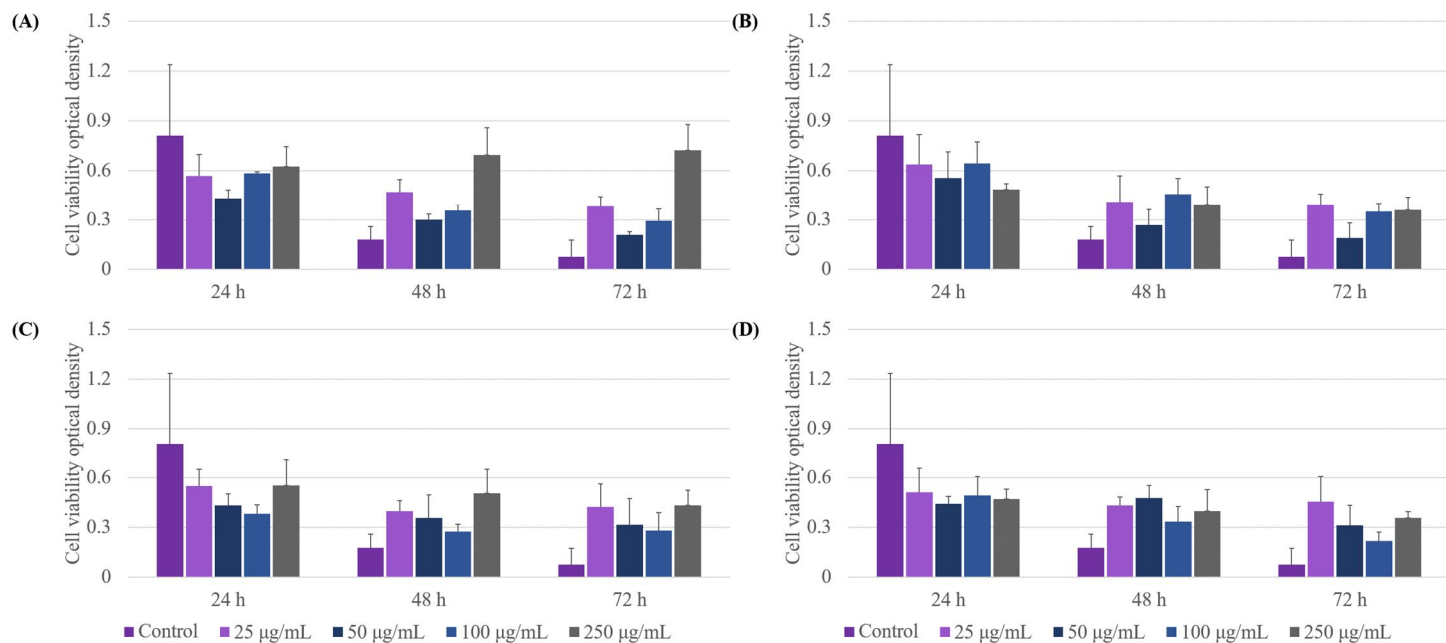 (A)
Cell viability optical density
1.5
1.2
0.9
0.6
0.3
0
24 h 48 h 72 h
(B)
Cell viability optical density
1.5
1.2
0.9
0.6
0.3
0
24 h 48 h 72 h
(C)
Cell viability optical density
1.5
1.2
0.9
0.6
0.3
0
24 h 48 h 72 h
Control 25 μg/mL 50 μg/mL 100 μg/mL 250 μg/mL
(D)
Cell viability optical density
1.5
1.2
0.9
0.6
0.3
0
24 h 48 h 72 h
Control 25 μg/mL 50 μg/mL 100 μg/mL 250 μg/mL